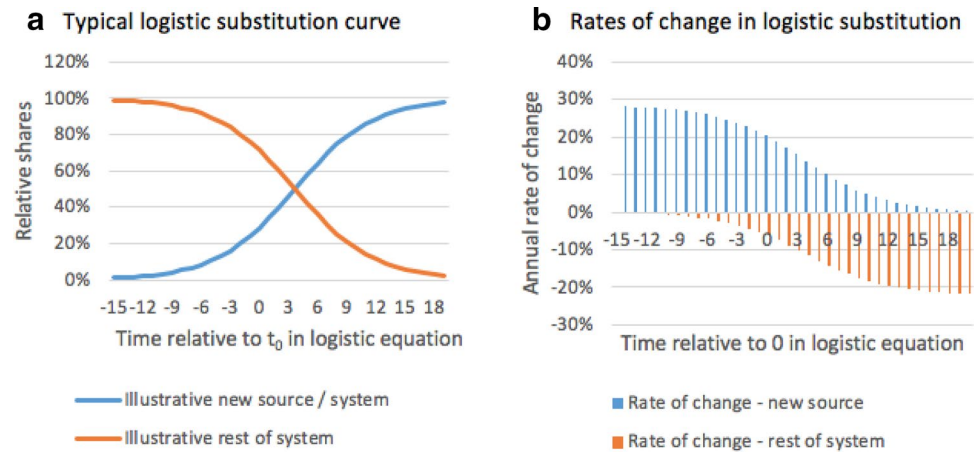 a Typical logistic substitution curve
120%
100%
80%
60%
40%
20%
0%
Relative shares
-15 -12 -9 -6 -3 0 3 6 9 12 15 18
Time relative to t₀ in logistic equation
Illustrative new source / system
Illustrative rest of system
b Rates of change in logistic substitution
40%
30%
20%
10%
0%
-10%
-20%
-30%
Annual rate of change
-15 -12 -9 -6 -3 0 3 6 9 12 15 18
Time relative to 0 in logistic equation
Rate of change - new source
Rate of change - rest of system